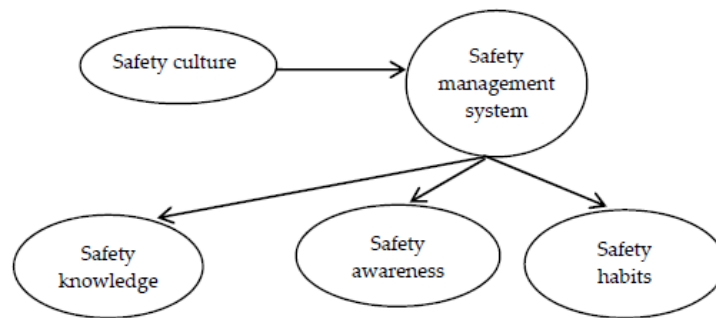 Safety culture
Safety
management
system
Safety
knowledge
Safety
awareness
Safety
habits